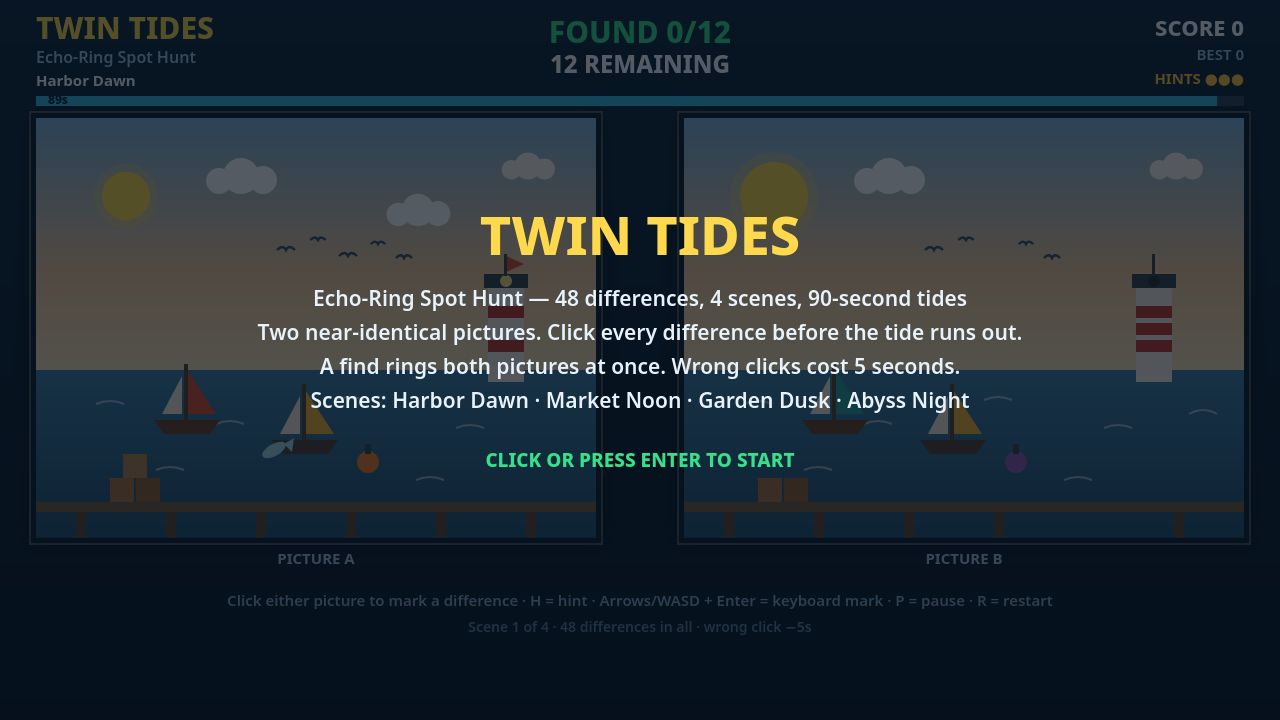 TWIN TIDES
Echo-Ring Spot Hunt
Harbor Dawn
FOUND 0/12
12 REMAINING
SCORE 0
BEST 0
HINTS
89s
TWIN TIDES
Echo-Ring Spot Hunt — 48 differences, 4 scenes, 90-second tides
Two near-identical pictures. Click every difference before the tide runs out.
A find rings both pictures at once. Wrong clicks cost 5 seconds.
Scenes: Harbor Dawn · Market Noon · Garden Dusk · Abyss Night
CLICK OR PRESS ENTER TO START
PICTURE A
PICTURE B
Click either picture to mark a difference · H = hint · Arrows/WASD + Enter = keyboard mark · P = pause · R = restart
Scene 1 of 4 · 48 differences in all · wrong click −5s